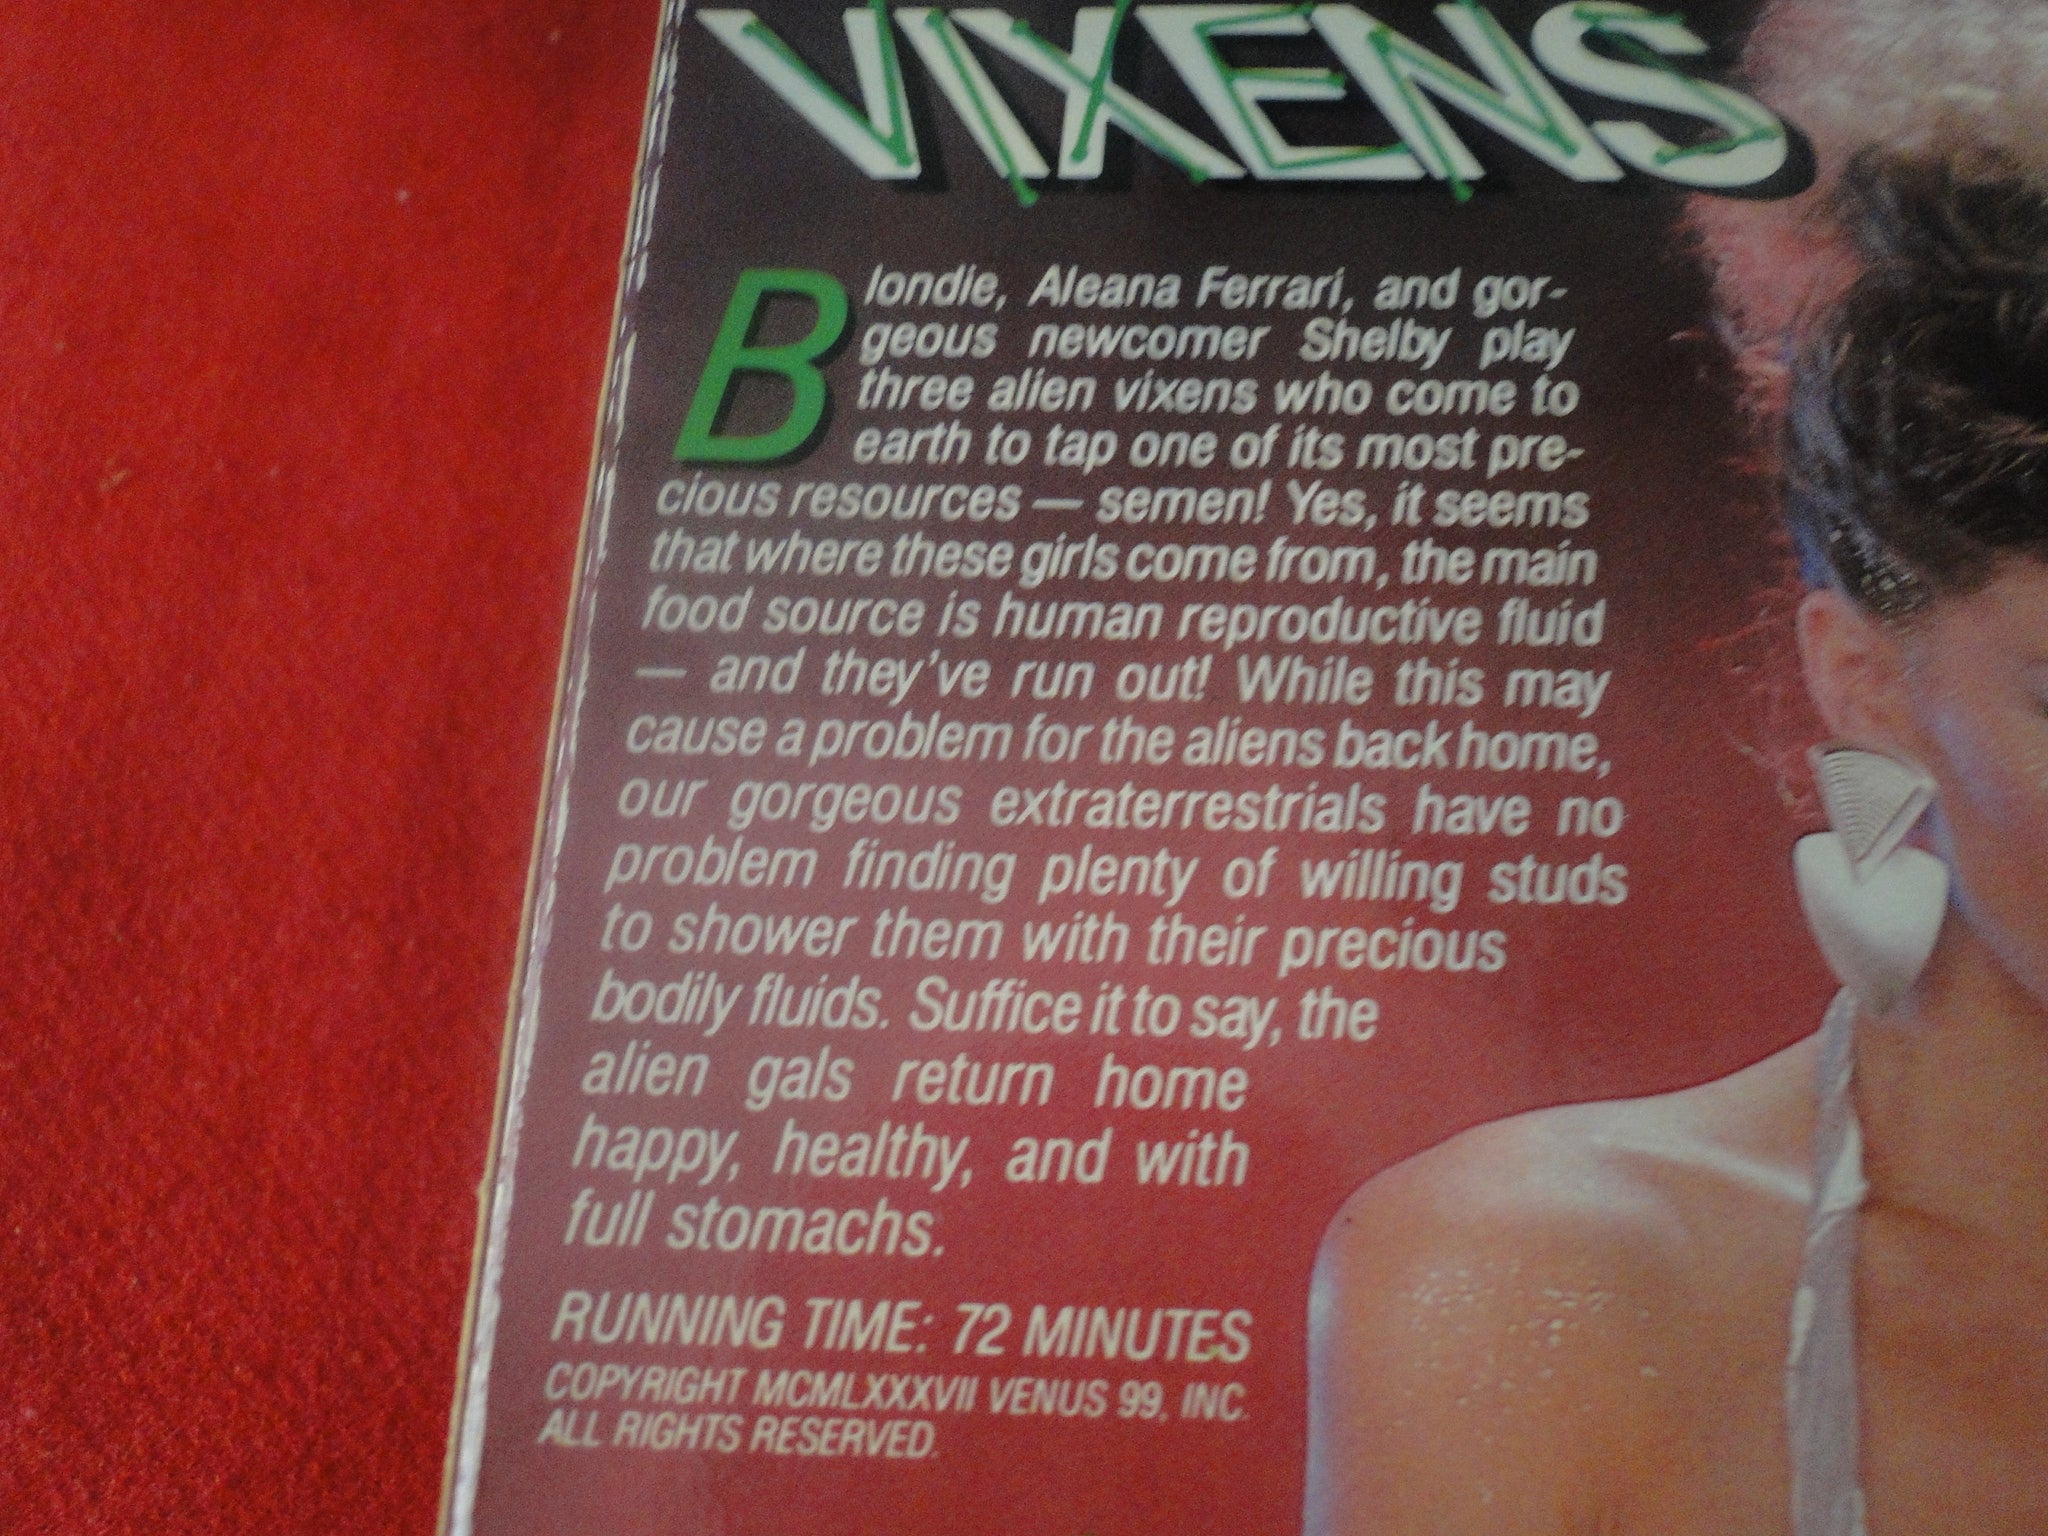 VIXENS
Blondie, Aleana Ferrari, and gor-
geous newcomer Shelby play
three alien vixens who come to
earth to tap one of its most pre-
cious resources — semen! Yes, it seems
that where these girls come from, the main
food source is human reproductive fluid
— and they've run out! While this may
cause a problem for the aliens back home,
our gorgeous extraterrestrials have no
problem finding plenty of willing studs
to shower them with their precious
bodily fluids. Suffice it to say, the
alien gals return home
happy, healthy, and with
full stomachs.
RUNNING TIME: 72 MINUTES
COPYRIGHT MCMLXXXVII VENUS 99, INC.
ALL RIGHTS RESERVED.